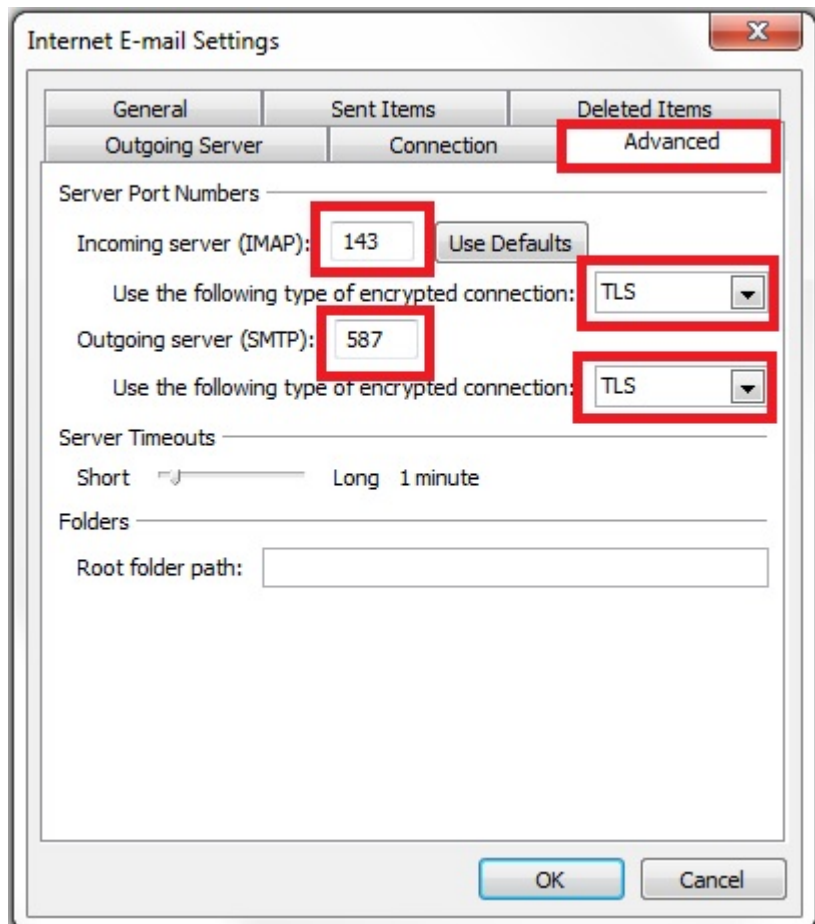 Internet E-mail Settings
General Sent Items Deleted Items
Outgoing Server Connection Advanced
Server Port Numbers
Incoming server (IMAP): 143 Use Defaults
Use the following type of encrypted connection: TLS
Outgoing server (SMTP): 587
Use the following type of encrypted connection: TLS
Server Timeouts
Short Long 1 minute
Folders
Root folder path:
OK Cancel